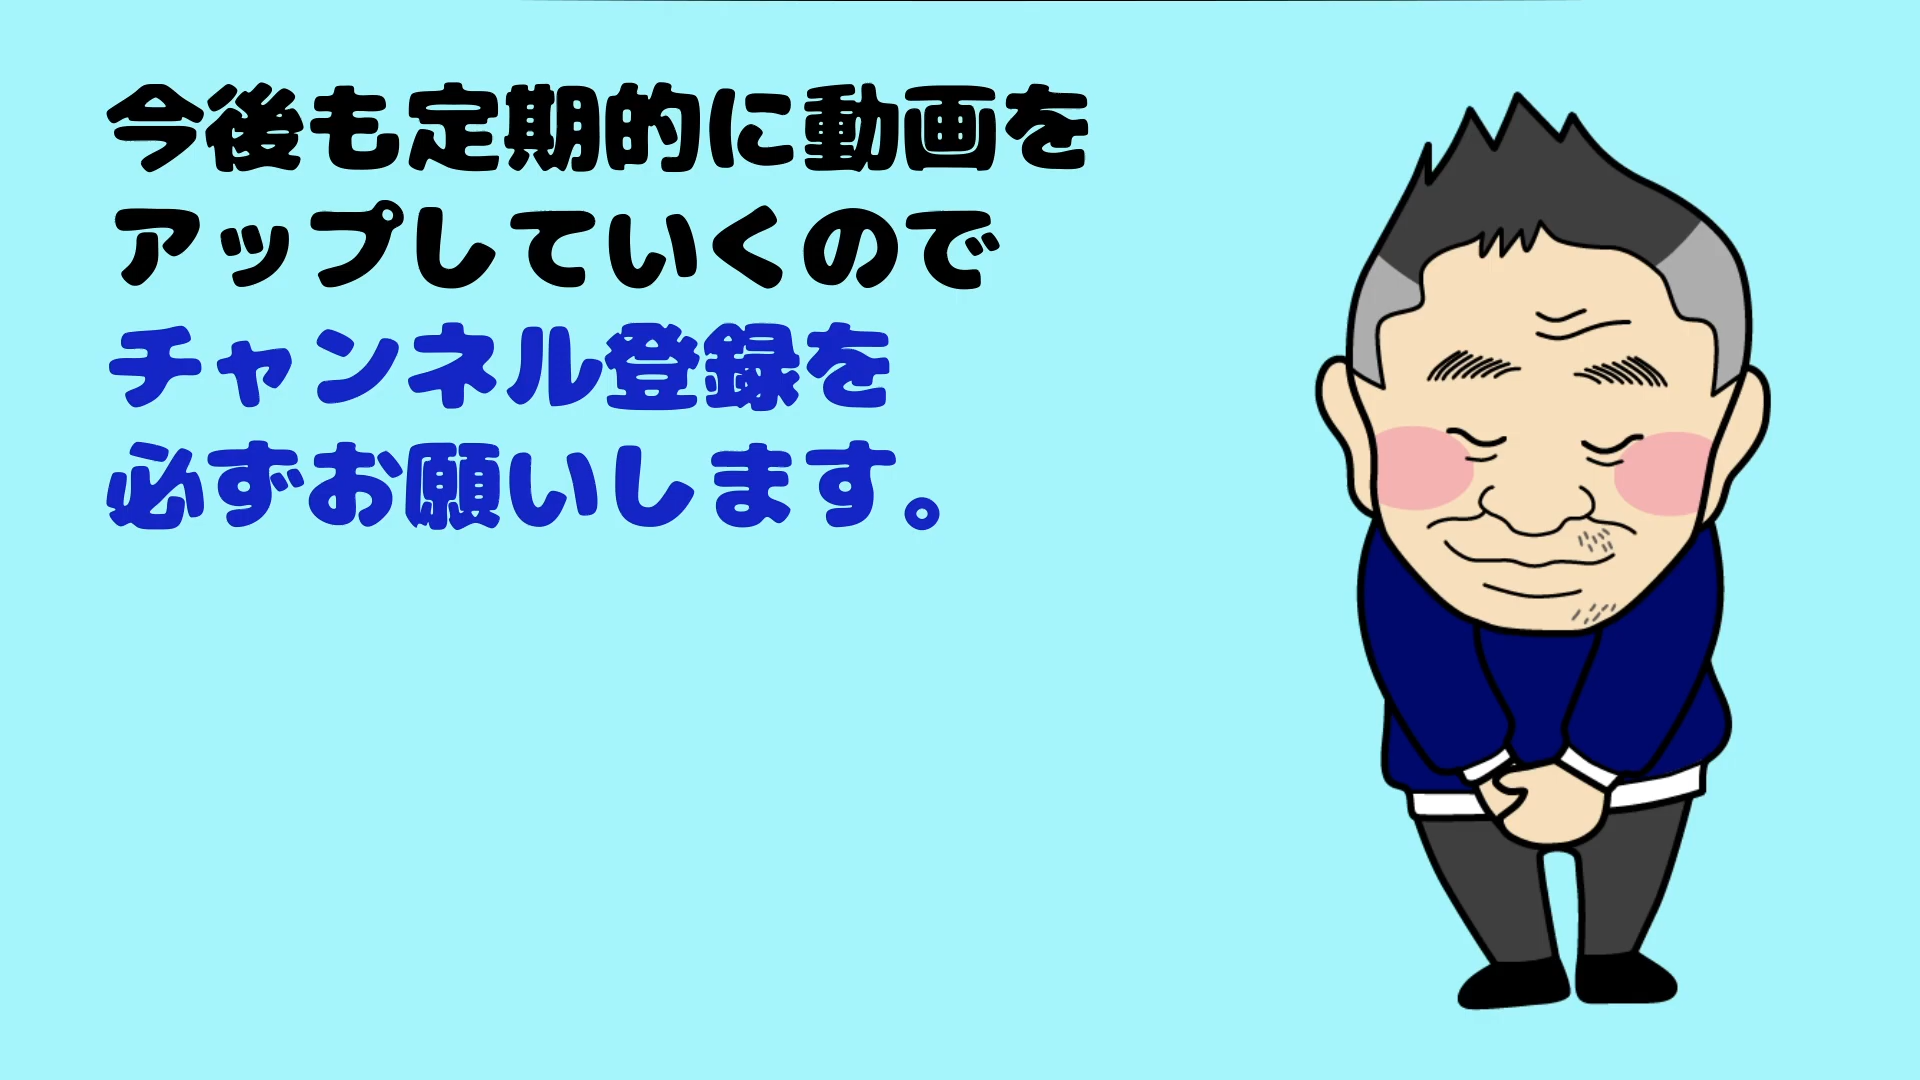 今後も定期的に動画を
アップしていくので
チャンネル登録を
必ずお願いします。